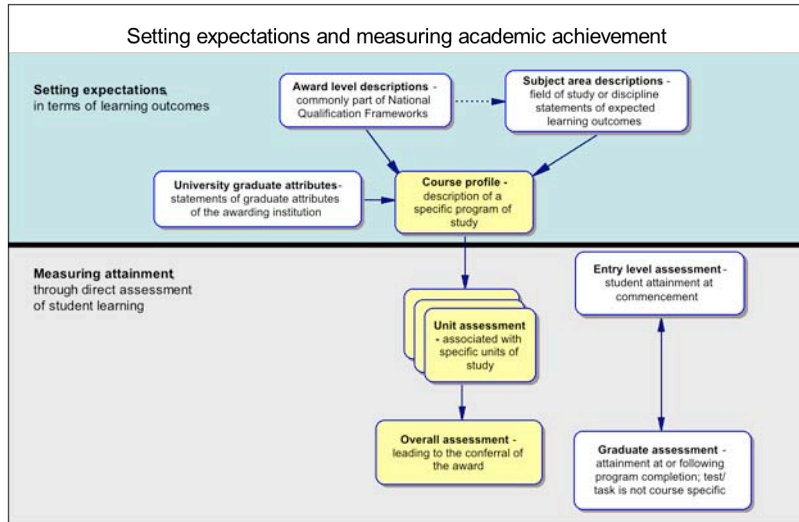 Setting expectations and measuring academic achievement
Setting expectations,
in terms of learning outcomes
Award level descriptions -
commonly part of National
Qualification Frameworks
Subject area descriptions -
field of study or discipline
statements of expected
learning outcomes
University graduate attributes-
statements of graduate attributes
of the awarding institution
Course profile -
description of a
specific program of
study
Measuring attainment,
through direct assessment
of student learning
Entry level assessment -
student attainment at
commencement
Unit assessment
- associated with
specific units of
study
Overall assessment -
leading to the conferral of
the award
Graduate assessment -
attainment at or following
program completion; test/
task is not course specific